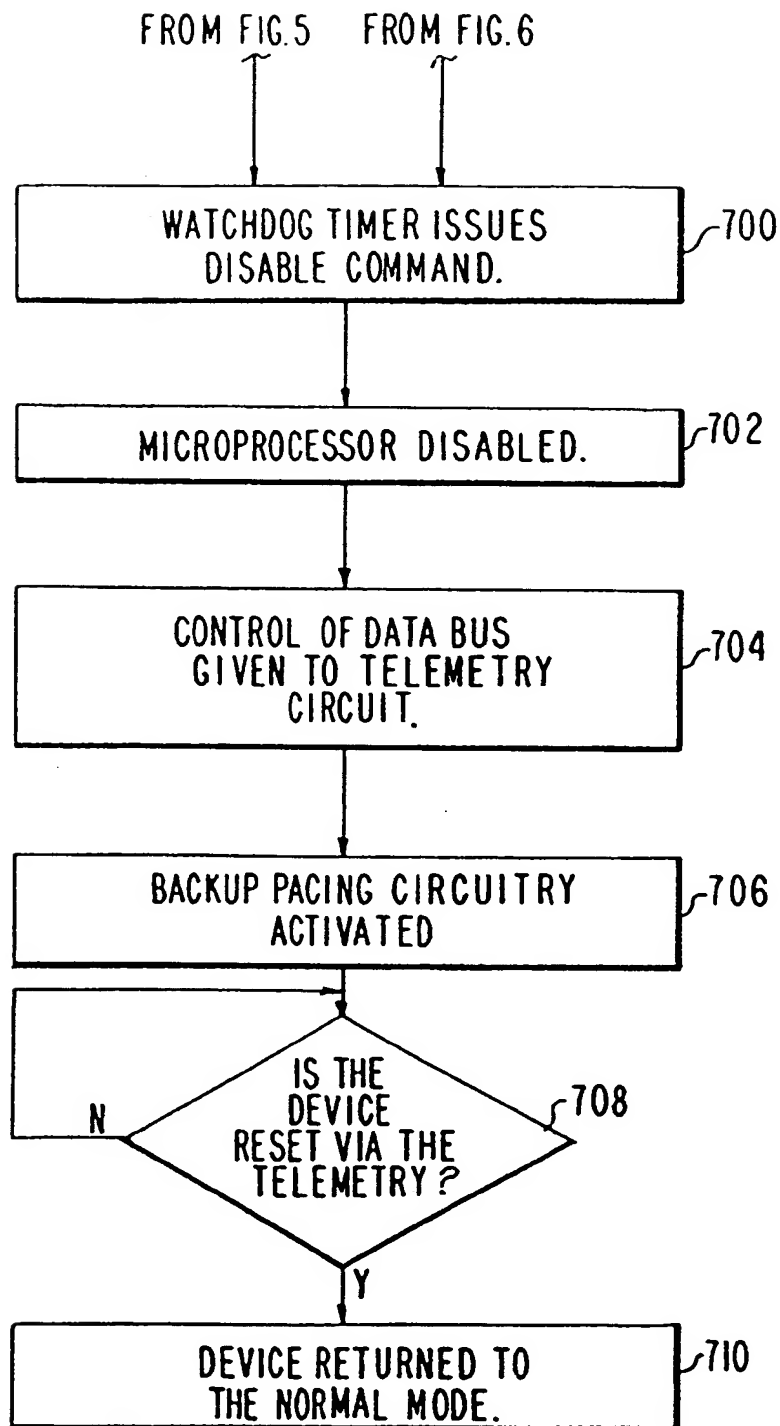 FROM FIG.5 FROM FIG.6
WATCHDOG TIMER ISSUES
DISABLE COMMAND.
700
MICROPROCESSOR DISABLED.
702
CONTROL OF DATA BUS
GIVEN TO TELEMETRY
CIRCUIT.
704
BACKUP PACING CIRCUITRY
ACTIVATED
706
IS THE
DEVICE
RESET VIA THE
TELEMETRY?
708
N
Y
DEVICE RETURNED TO
THE NORMAL MODE.
710